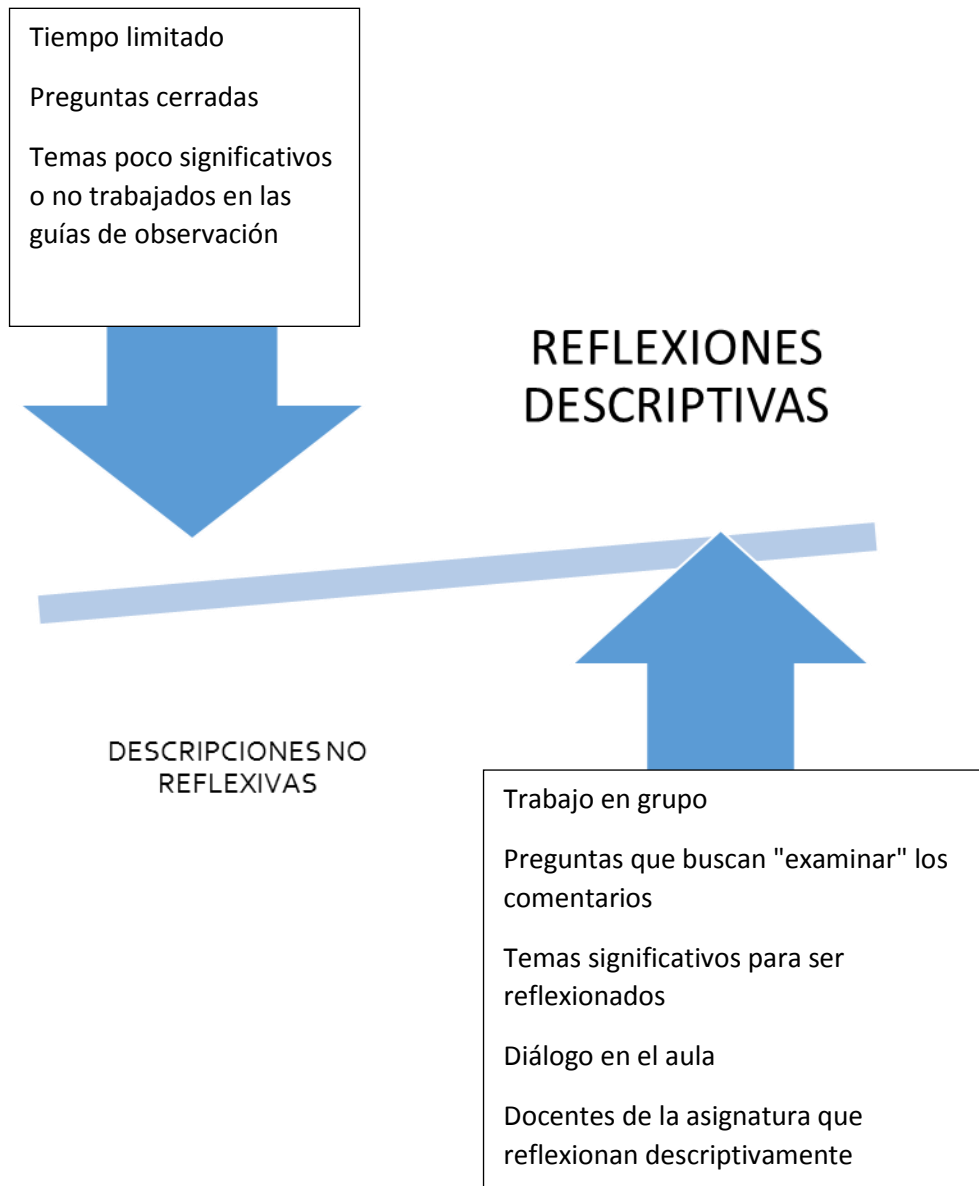 Tiempo limitado
Preguntas cerradas
Temas poco significativos
o no trabajados en las
guías de observación
REFLEXIONES
DESCRIPTIVAS
DESCRIPCIONES NO
REFLEXIVAS
Trabajo en grupo
Preguntas que buscan "examinar" los
comentarios
Temas significativos para ser
reflexionados
Diálogo en el aula
Docentes de la asignatura que
reflexionan descriptivamente